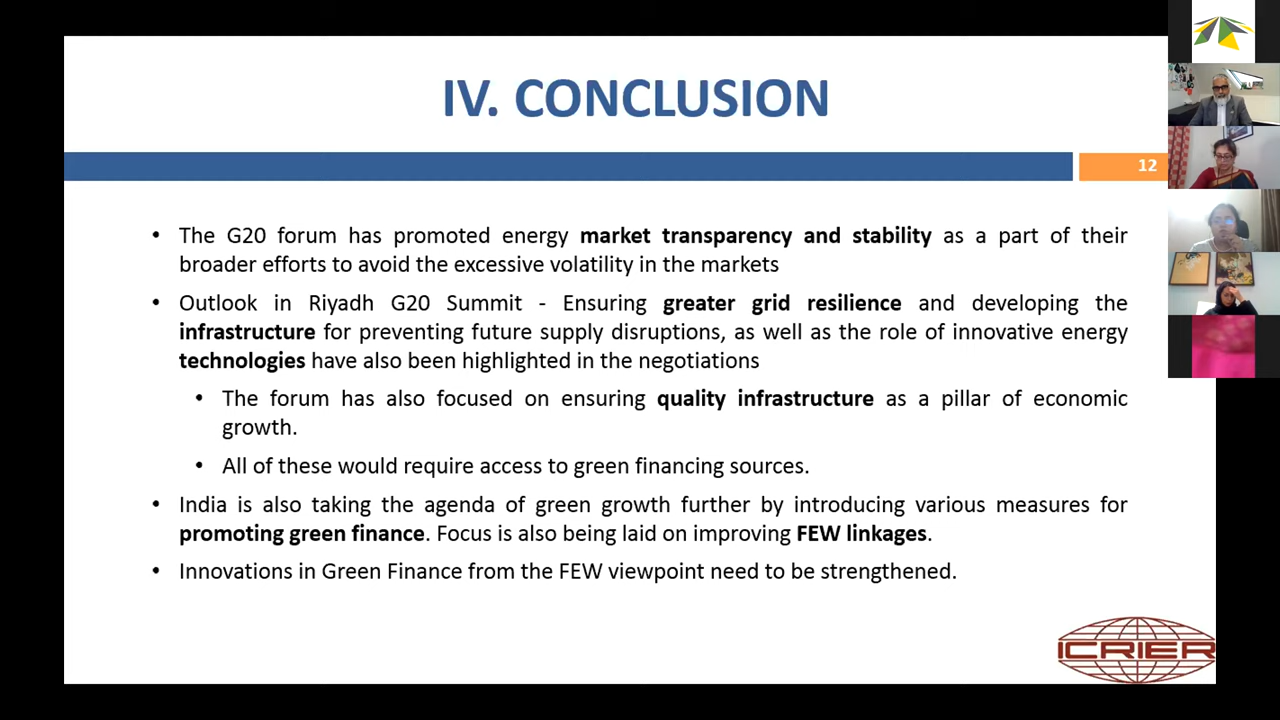 IV. CONCLUSION
12
• The G20 forum has promoted energy market transparency and stability as a part of their
broader efforts to avoid the excessive volatility in the markets
• Outlook in Riyadh G20 Summit - Ensuring greater grid resilience and developing the
infrastructure for preventing future supply disruptions, as well as the role of innovative energy
technologies have also been highlighted in the negotiations
• The forum has also focused on ensuring quality infrastructure as a pillar of economic
growth.
• All of these would require access to green financing sources.
• India is also taking the agenda of green growth further by introducing various measures for
promoting green finance. Focus is also being laid on improving FEW linkages.
• Innovations in Green Finance from the FEW viewpoint need to be strengthened.
ICRIER